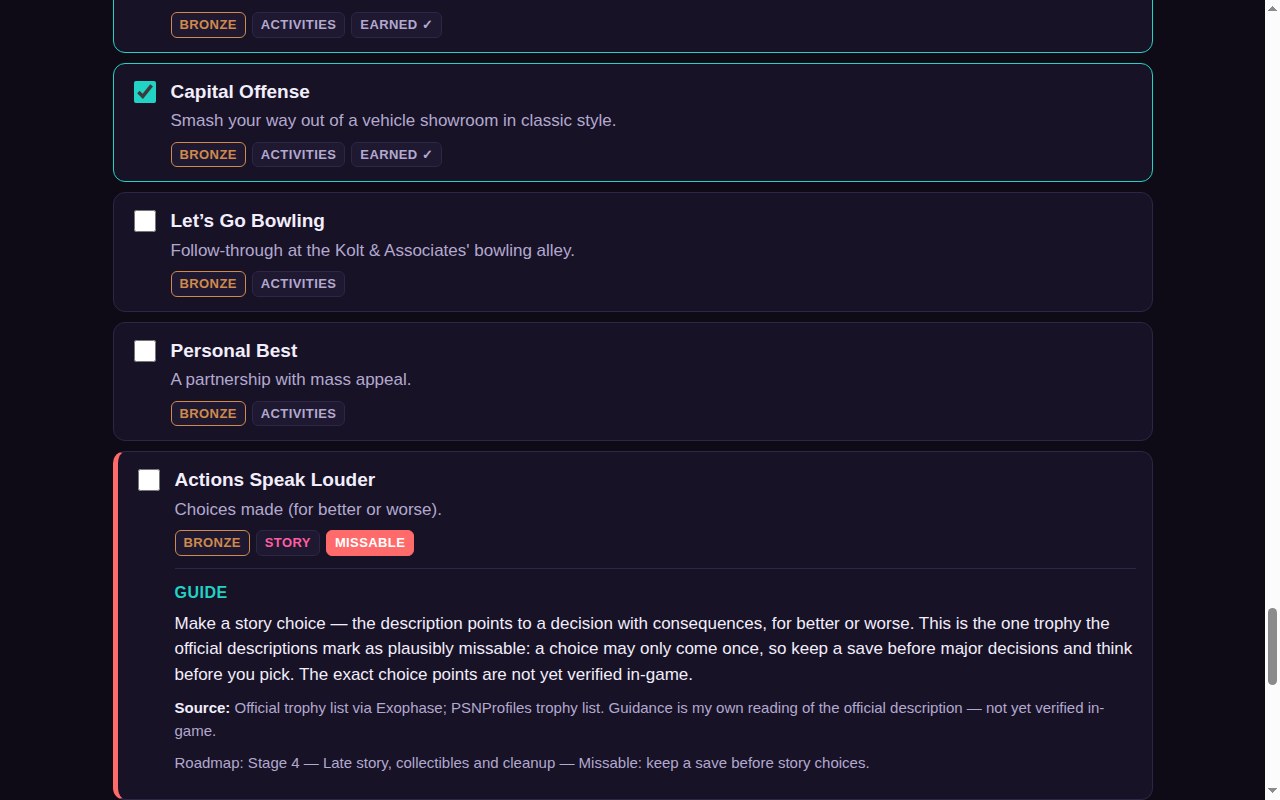 BRONZE ACTIVITIES EARNED ✓
Capital Offense
Smash your way out of a vehicle showroom in classic style.
BRONZE ACTIVITIES EARNED ✓
Let’s Go Bowling
Follow-through at the Kolt & Associates' bowling alley.
BRONZE ACTIVITIES
Personal Best
A partnership with mass appeal.
BRONZE ACTIVITIES
Actions Speak Louder
Choices made (for better or worse).
BRONZE STORY MISSABLE
GUIDE
Make a story choice — the description points to a decision with consequences, for better or worse. This is the one trophy the
official descriptions mark as plausibly missable: a choice may only come once, so keep a save before major decisions and think
before you pick. The exact choice points are not yet verified in-game.
Source: Official trophy list via Exophase; PSNProfiles trophy list. Guidance is my own reading of the official description — not yet verified in-
game.
Roadmap: Stage 4 — Late story, collectibles and cleanup — Missable: keep a save before story choices.